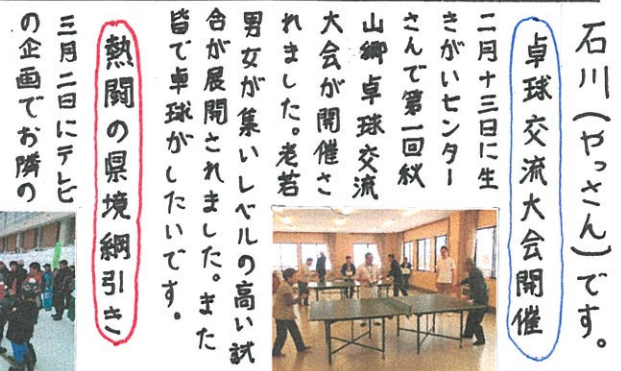 石川(やっさん)です。
卓球交流大会開催
二月十三日に生
きがいセンター
さんで第一回秋
山郷卓球交流
大会が開催さ
れました。老若
男女が集いレベルの高い試
合が展開されました。また
皆で卓球がしたいです。
熱闘の県境綱引き
三月二日にテレビ
の企画でお隣の